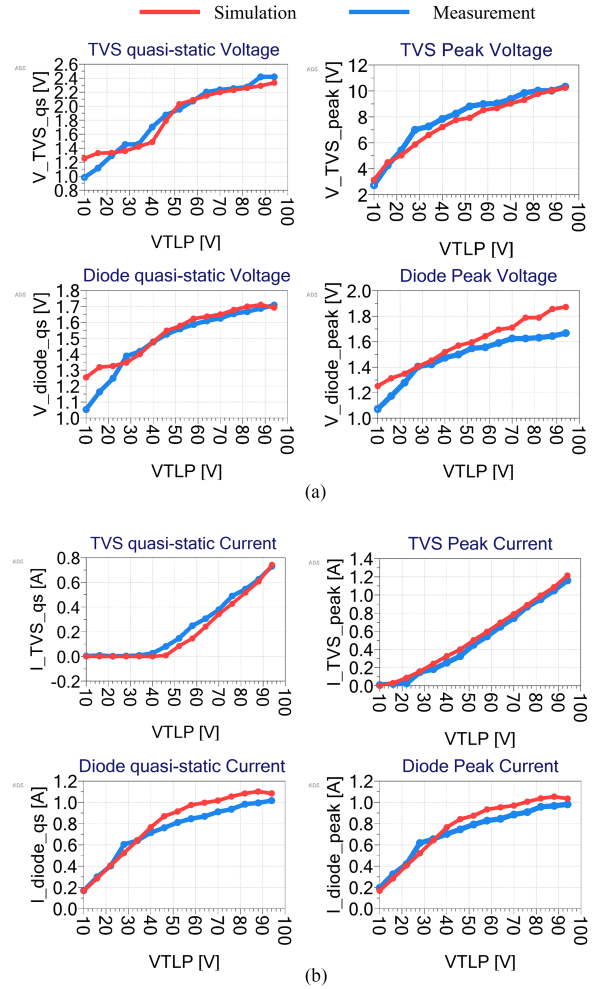 Simulation Measurement
ADS
TVS quasi-static Voltage
V_TVS_qs [V]
2.6
2.4
2.2
2.0
1.8
1.6
1.4
1.2
1.0
0.8
10 20 30 40 50 60 70 80 90 100
VTLP [V]
ADS
TVS Peak Voltage
V_TVS_peak [V]
12
10
8
6
4
2
10 20 30 40 50 60 70 80 90 100
VTLP [V]
ADS
Diode quasi-static Voltage
V_diode_qs [V]
1.8
1.7
1.6
1.5
1.4
1.3
1.2
1.1
1.0
10 20 30 40 50 60 70 80 90 100
VTLP [V]
ADS
Diode Peak Voltage
V_diode_peak [V]
2.0
1.8
1.6
1.4
1.2
1.0
10 20 30 40 50 60 70 80 90 100
VTLP [V]
(a)
ADS
TVS quasi-static Current
I_TVS_qs [A]
0.8
0.6
0.4
0.2
0.0
-0.2
10 20 30 40 50 60 70 80 90 100
VTLP [V]
ADS
TVS Peak Current
I_TVS_peak [A]
1.4
1.2
1.0
0.8
0.6
0.4
0.2
0.0
10 20 30 40 50 60 70 80 90 100
VTLP [V]
ADS
Diode quasi-static Current
I_diode_qs [A]
1.2
1.0
0.8
0.6
0.4
0.2
0.0
10 20 30 40 50 60 70 80 90 100
VTLP [V]
ADS
Diode Peak Current
I_diode_peak [A]
1.2
1.0
0.8
0.6
0.4
0.2
0.0
10 20 30 40 50 60 70 80 90 100
VTLP [V]
(b)